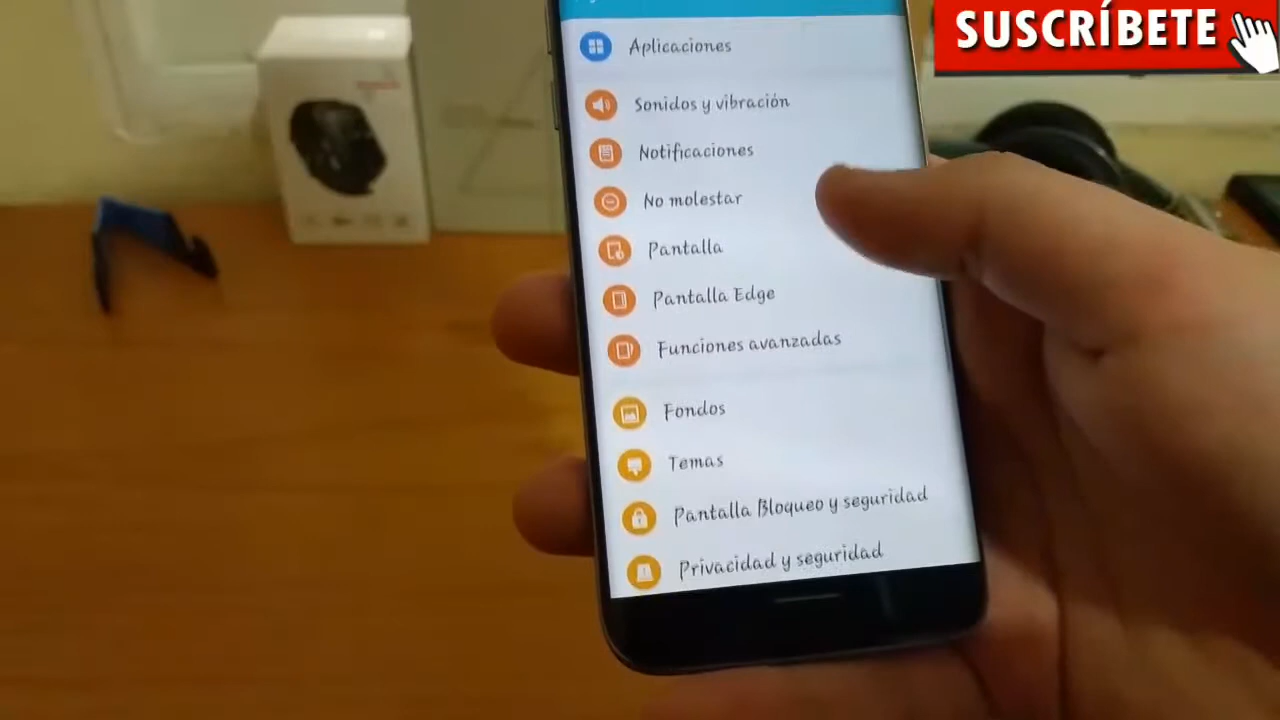 SUSCRÍBETE
Aplicaciones
Sonidos y vibración
Notificaciones
No molestar
Pantalla
Pantalla Edge
Funciones avanzadas
Fondos
Temas
Pantalla Bloqueo y seguridad
Privacidad y seguridad